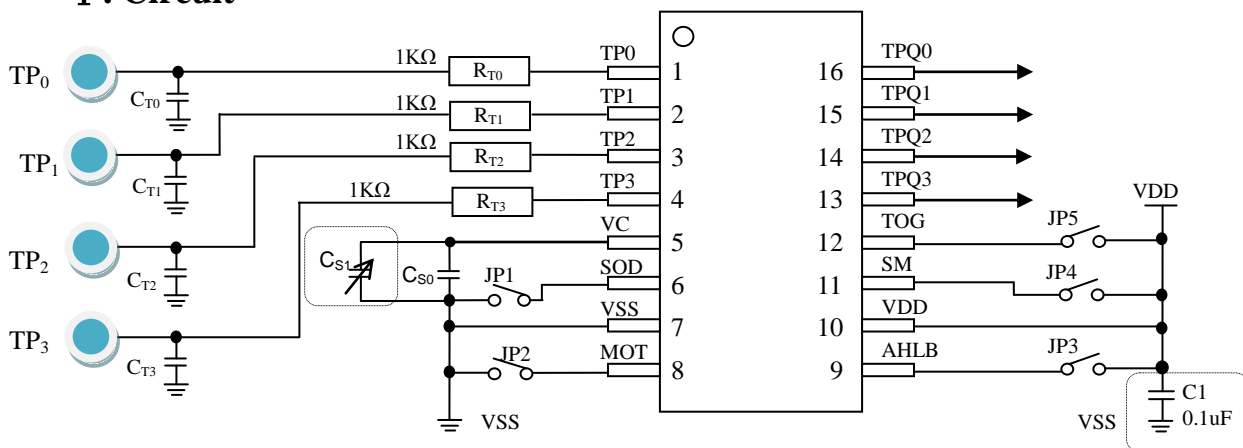 . Circuit
TP0
TP1
TP2
TP3
CT0
CT1
CT2
CT3
1KΩ
1KΩ
1KΩ
1KΩ
RT0
RT1
RT2
RT3
CS1
CS0
JP1
JP2
VSS
TP0
TP1
TP2
TP3
VC
SOD
VSS
MOT
1
2
3
4
5
6
7
8
16
15
14
13
12
11
10
9
TPQ0
TPQ1
TPQ2
TPQ3
TOG
SM
VDD
AHLB
JP5
JP4
JP3
VDD
C1
0.1uF
VSS